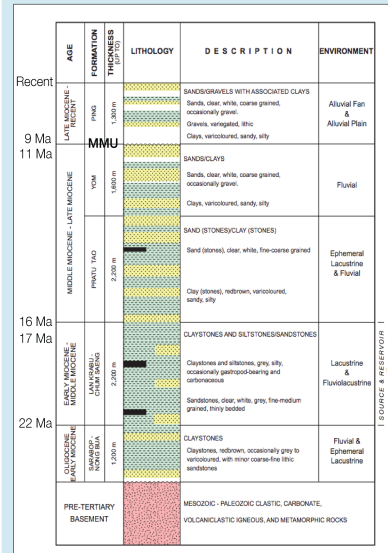 AGE
FORMATION
THICKNESS (UP TO)
LITHOLOGY
DESCRIPTION
ENVIRONMENT
Recent
LATE MIOCENE - RECENT
PING
1,300 m
SANDS/GRAVELS WITH ASSOCIATED CLAYS
Sands, clear, white, coarse grained,
occasionally gravel.
Gravels, variegated, lithic
Clays, varicoloured, sandy, silty
Alluvial Fan
&
Alluvial Plain
9 Ma
MMU
11 Ma
MIDDLE MIOCENE - LATE MIOCENE
YOM
1,600 m
SANDS/CLAYS
Sands, clear, white, coarse grained,
occasionally gravel.
Clays, varicoloured, sandy, silty
Fluvial
PRATU TAO
2,200 m
SAND (STONES)/CLAY (STONES)
Sand (stones), clear, white, fine-coarse grained
Clay (stones), redbrown, varicoloured,
sandy, silty
Ephemeral
Lacustrine
& Fluvial
16 Ma
17 Ma
EARLY MIOCENE -
MIDDLE MIOCENE
LAN KRABU -
CHUM SAENG
2,200 m
CLAYSTONES AND SILTSTONES/SANDSTONES
Claystones and siltstones, grey, silty,
occasionally gastropod-bearing and
carbonaceous
Sandstones, clear, white, grey, fine-medium
grained, thinly bedded
Lacustrine
&
Fluviolacustrine
SOURCE & RESERVOIR
22 Ma
OLIGOCENE
EARLY MIOCENE
SARABOP -
NONG BUA
1,200 m
CLAYSTONES
Claystones, redbrown, occasionally grey to
varicoloured, with minor coarse-fine lithic
sandstones
Fluvial &
Ephemeral
Lacustrine
PRE-TERTIARY
BASEMENT
MESOZOIC - PALEOZOIC CLASTIC, CARBONATE,
VOLCANICLASTIC IGNEOUS, AND METAMORPHIC ROCKS